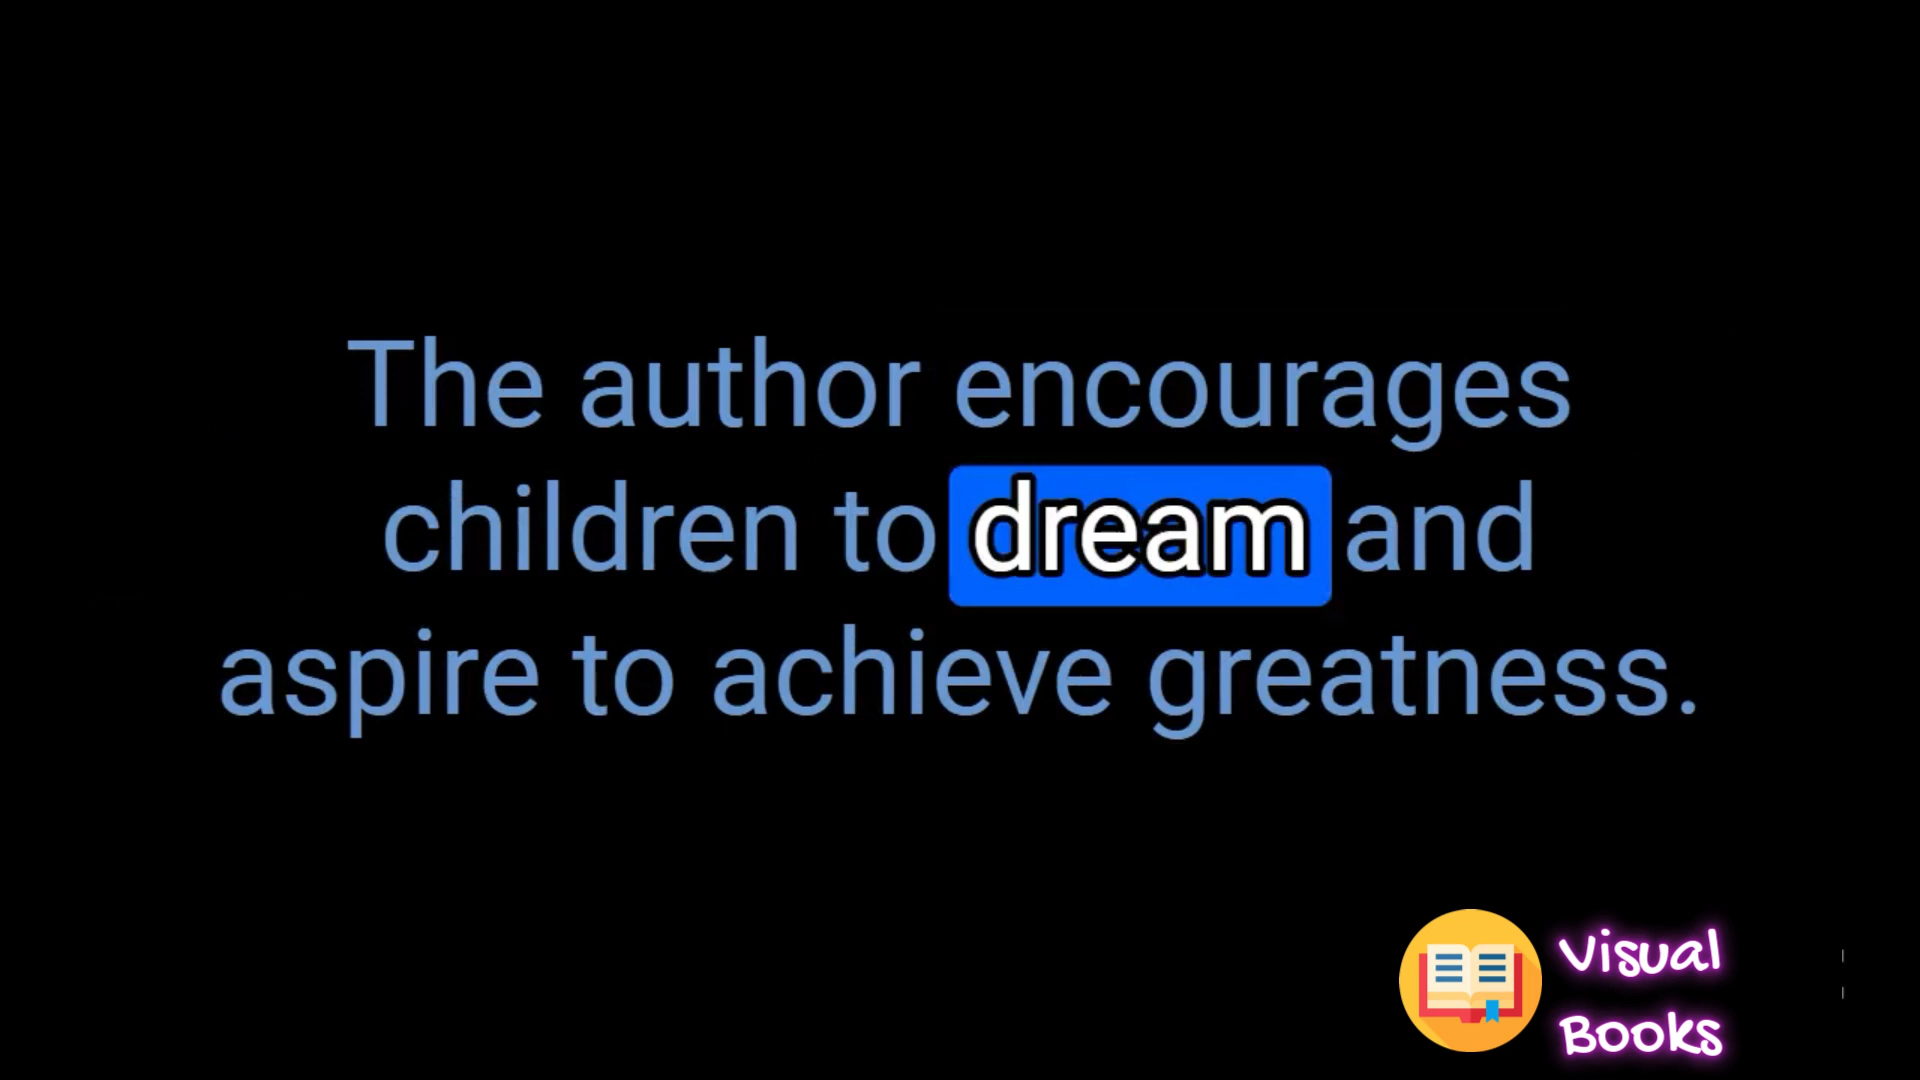 The author encourages
children to dream and
aspire to achieve greatness.
Visual
Books